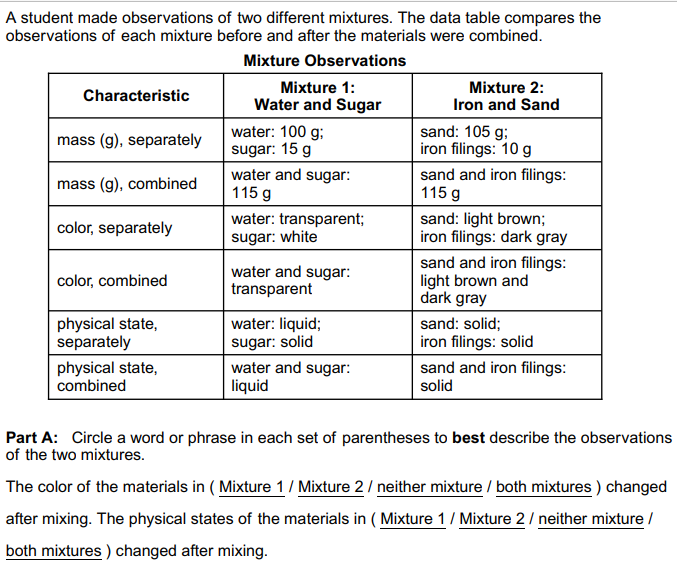 A student made observations of two different mixtures. The data table compares the
observations of each mixture before and after the materials were combined.
Mixture Observations
Characteristic
Mixture 1:
Water and Sugar
Mixture 2:
Iron and Sand
mass (g), separately
water: 100 g;
sugar: 15 g
sand: 105 g;
iron filings: 10 g
mass (g), combined
water and sugar:
115 g
sand and iron filings:
115 g
color, separately
water: transparent;
sugar: white
sand: light brown;
iron filings: dark gray
color, combined
water and sugar:
transparent
sand and iron filings:
light brown and
dark gray
physical state,
separately
water: liquid;
sugar: solid
sand: solid;
iron filings: solid
physical state,
combined
water and sugar:
liquid
sand and iron filings:
solid
Part A: Circle a word or phrase in each set of parentheses to best describe the observations
of the two mixtures.
The color of the materials in ( Mixture 1 / Mixture 2 / neither mixture / both mixtures ) changed
after mixing. The physical states of the materials in ( Mixture 1 / Mixture 2 / neither mixture /
both mixtures ) changed after mixing.